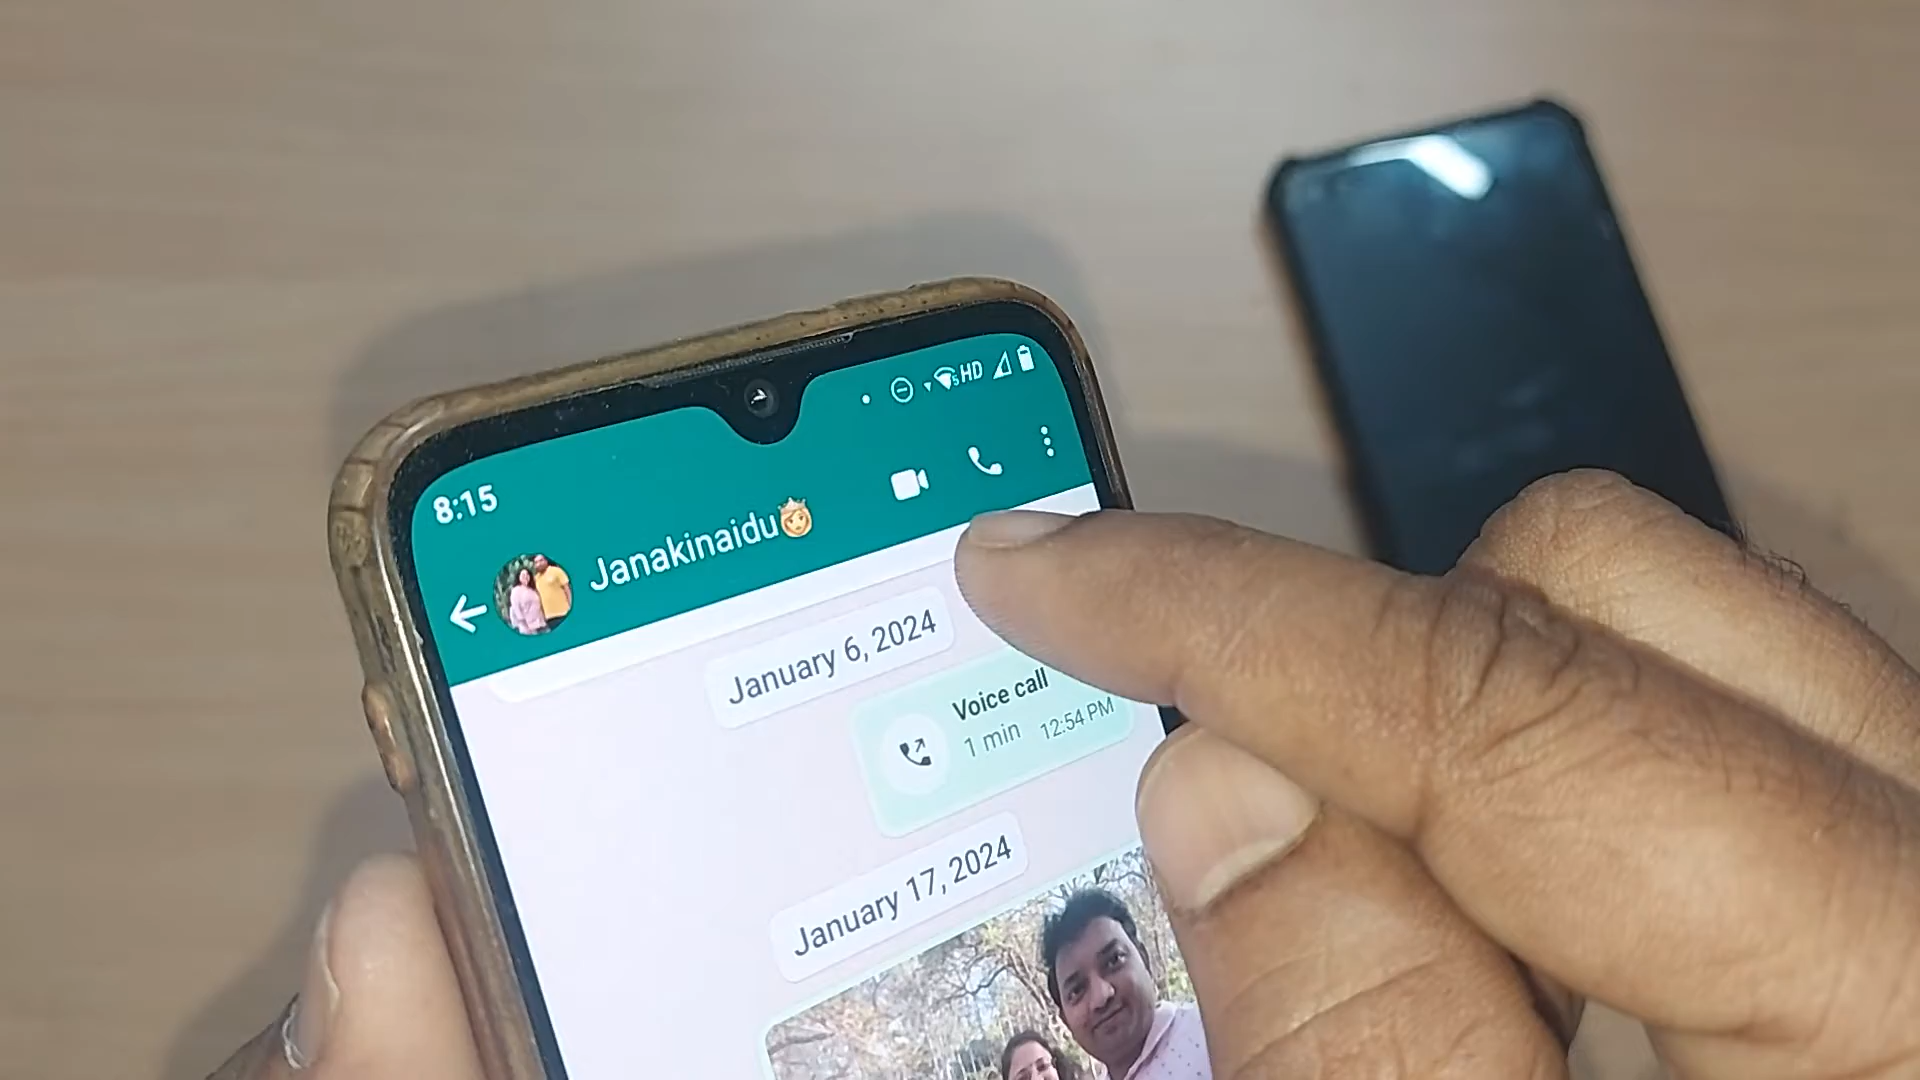 HD
8:15
Janakinaidu👸
January 6, 2024
Voice call
1 min 12:54 PM
January 17, 2024